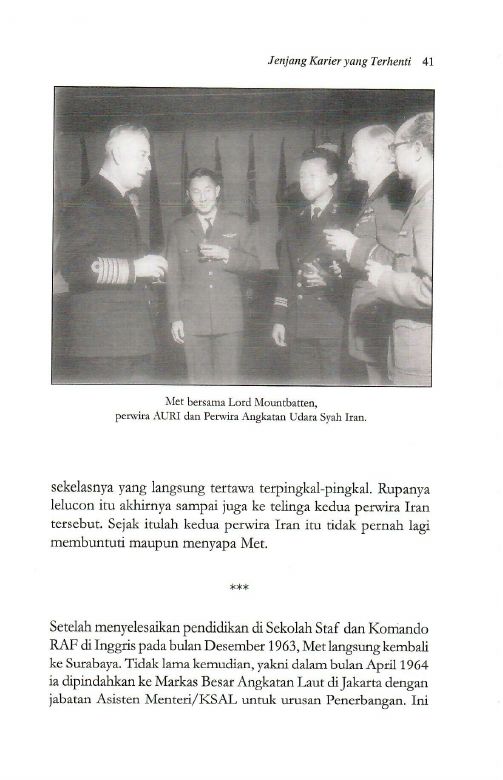 Jenjang Karier yang Terhenti 41
Met bersama Lord Mountbatten,
perwira AURI dan Perwira Angkatan Udara Syah Iran.
sekelasnya yang langsung tertawa terpingkal-pingkal. Rupanya
lelucon itu akhirnya sampai juga ke telinga kedua perwira Iran
tersebut. Sejak itulah kedua perwira Iran itu tidak pernah lagi
membuntuti maupun menyapa Met.
***
Setelah menyelesaikan pendidikan di Sekolah Staf dan Komando
RAF di Inggris pada bulan Desember 1963, Met langsung kembali
ke Surabaya. Tidak lama kemudian, yakni dalam bulan April 1964
ia dipindahkan ke Markas Besar Angkatan Laut di Jakarta dengan
jabatan Asisten Menteri/KSAL untuk urusan Penerbangan. Ini